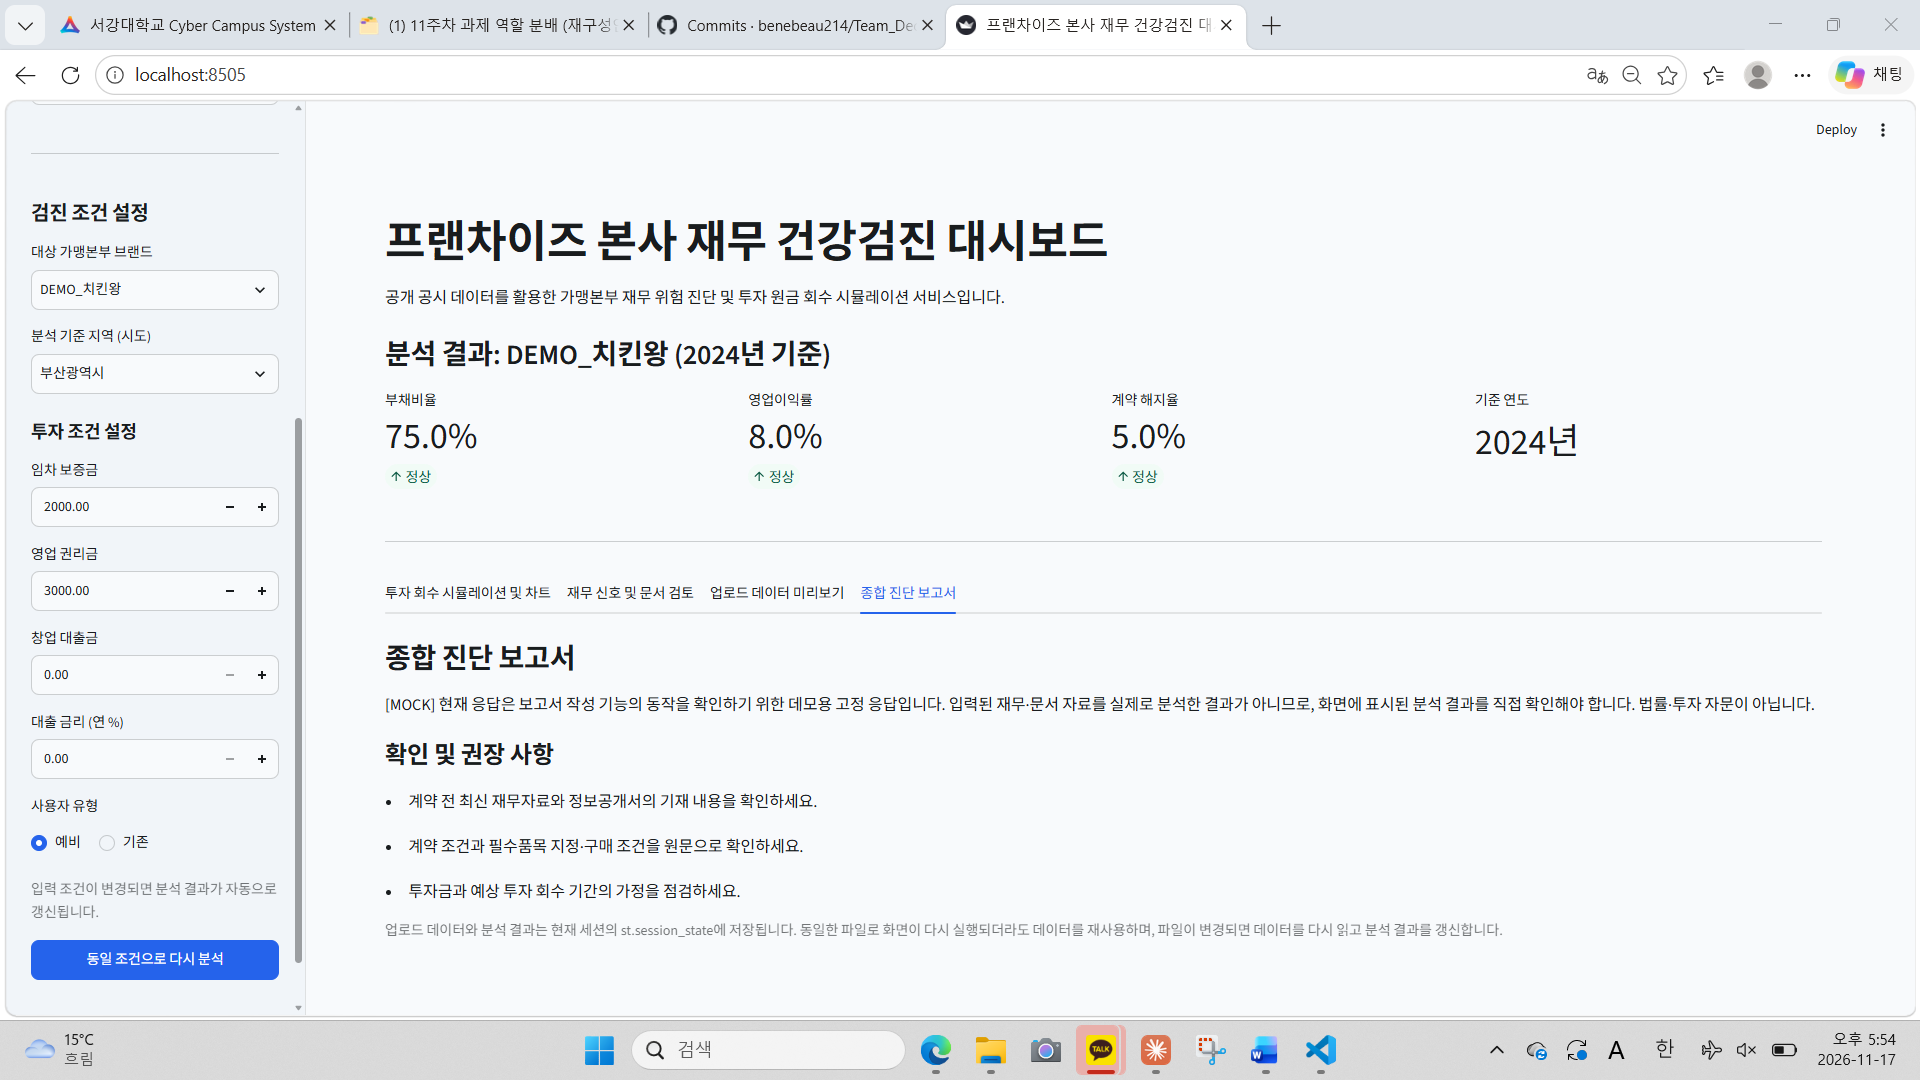 서강대학교 Cyber Campus System
(1) 11주차 과제 역할 분배 (재구성
Commits · benebeau214/Team_De
프랜차이즈 본사 재무 건강검진 대
localhost:8505
채팅
Deploy
검진 조건 설정
대상 가맹본부 브랜드
DEMO_치킨왕
분석 기준 지역 (시도)
부산광역시
투자 조건 설정
임차 보증금
2000.00
영업 권리금
3000.00
창업 대출금
0.00
대출 금리 (연 %)
0.00
사용자 유형
예비 기존
입력 조건이 변경되면 분석 결과가 자동으로
갱신됩니다.
동일 조건으로 다시 분석
프랜차이즈 본사 재무 건강검진 대시보드
공개 공시 데이터를 활용한 가맹본부 재무 위험 진단 및 투자 원금 회수 시뮬레이션 서비스입니다.
분석 결과: DEMO_치킨왕 (2024년 기준)
부채비율
75.0%
↑ 정상
영업이익률
8.0%
↑ 정상
계약 해지율
5.0%
↑ 정상
기준 연도
2024년
투자 회수 시뮬레이션 및 차트 재무 신호 및 문서 검토 업로드 데이터 미리보기 종합 진단 보고서
종합 진단 보고서
[MOCK] 현재 응답은 보고서 작성 기능의 동작을 확인하기 위한 데모용 고정 응답입니다. 입력된 재무·문서 자료를 실제로 분석한 결과가 아니므로, 화면에 표시된 분석 결과를 직접 확인해야 합니다. 법률·투자 자문이 아닙니다.
확인 및 권장 사항
• 계약 전 최신 재무자료와 정보공개서의 기재 내용을 확인하세요.
• 계약 조건과 필수품목 지정·구매 조건을 원문으로 확인하세요.
• 투자금과 예상 투자 회수 기간의 가정을 점검하세요.
업로드 데이터와 분석 결과는 현재 세션의 st.session_state에 저장됩니다. 동일한 파일로 화면이 다시 실행되더라도 데이터를 재사용하며, 파일이 변경되면 데이터를 다시 읽고 분석 결과를 갱신합니다.
15°C
흐림
검색
TALK
A
한
오후 5:54
2026-11-17